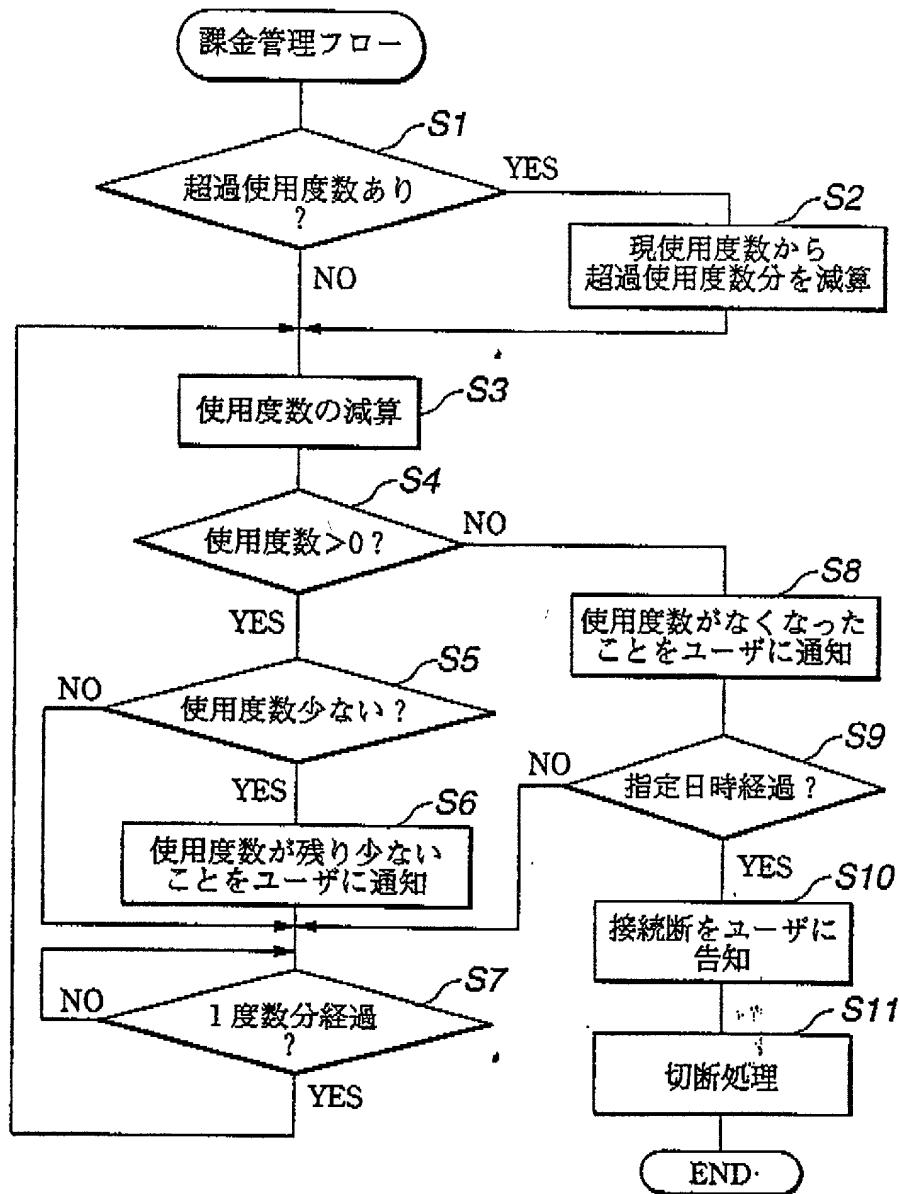 課金管理フロー
S1
超過使用度数あり
?
YES
NO
S2
現使用度数から
超過使用度数分を減算
S3
使用度数の減算
S4
使用度数>0?
NO
YES
S5
使用度数少ない?
NO
YES
S6
使用度数が残り少ない
ことをユーザに通知
S7
1度数分経過
?
NO
YES
S8
使用度数がなくなった
ことをユーザに通知
S9
指定日時経過?
NO
YES
S10
接続断をユーザに
告知
S11
切断処理
END